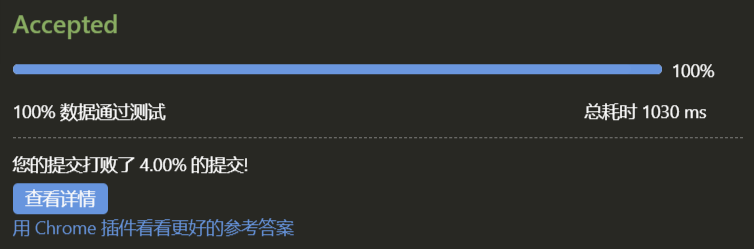 Accepted
100%
100% 数据通过测试 总耗时 1030 ms
您的提交打败了 4.00% 的提交!
查看详情
用 Chrome 插件看看更好的参考答案